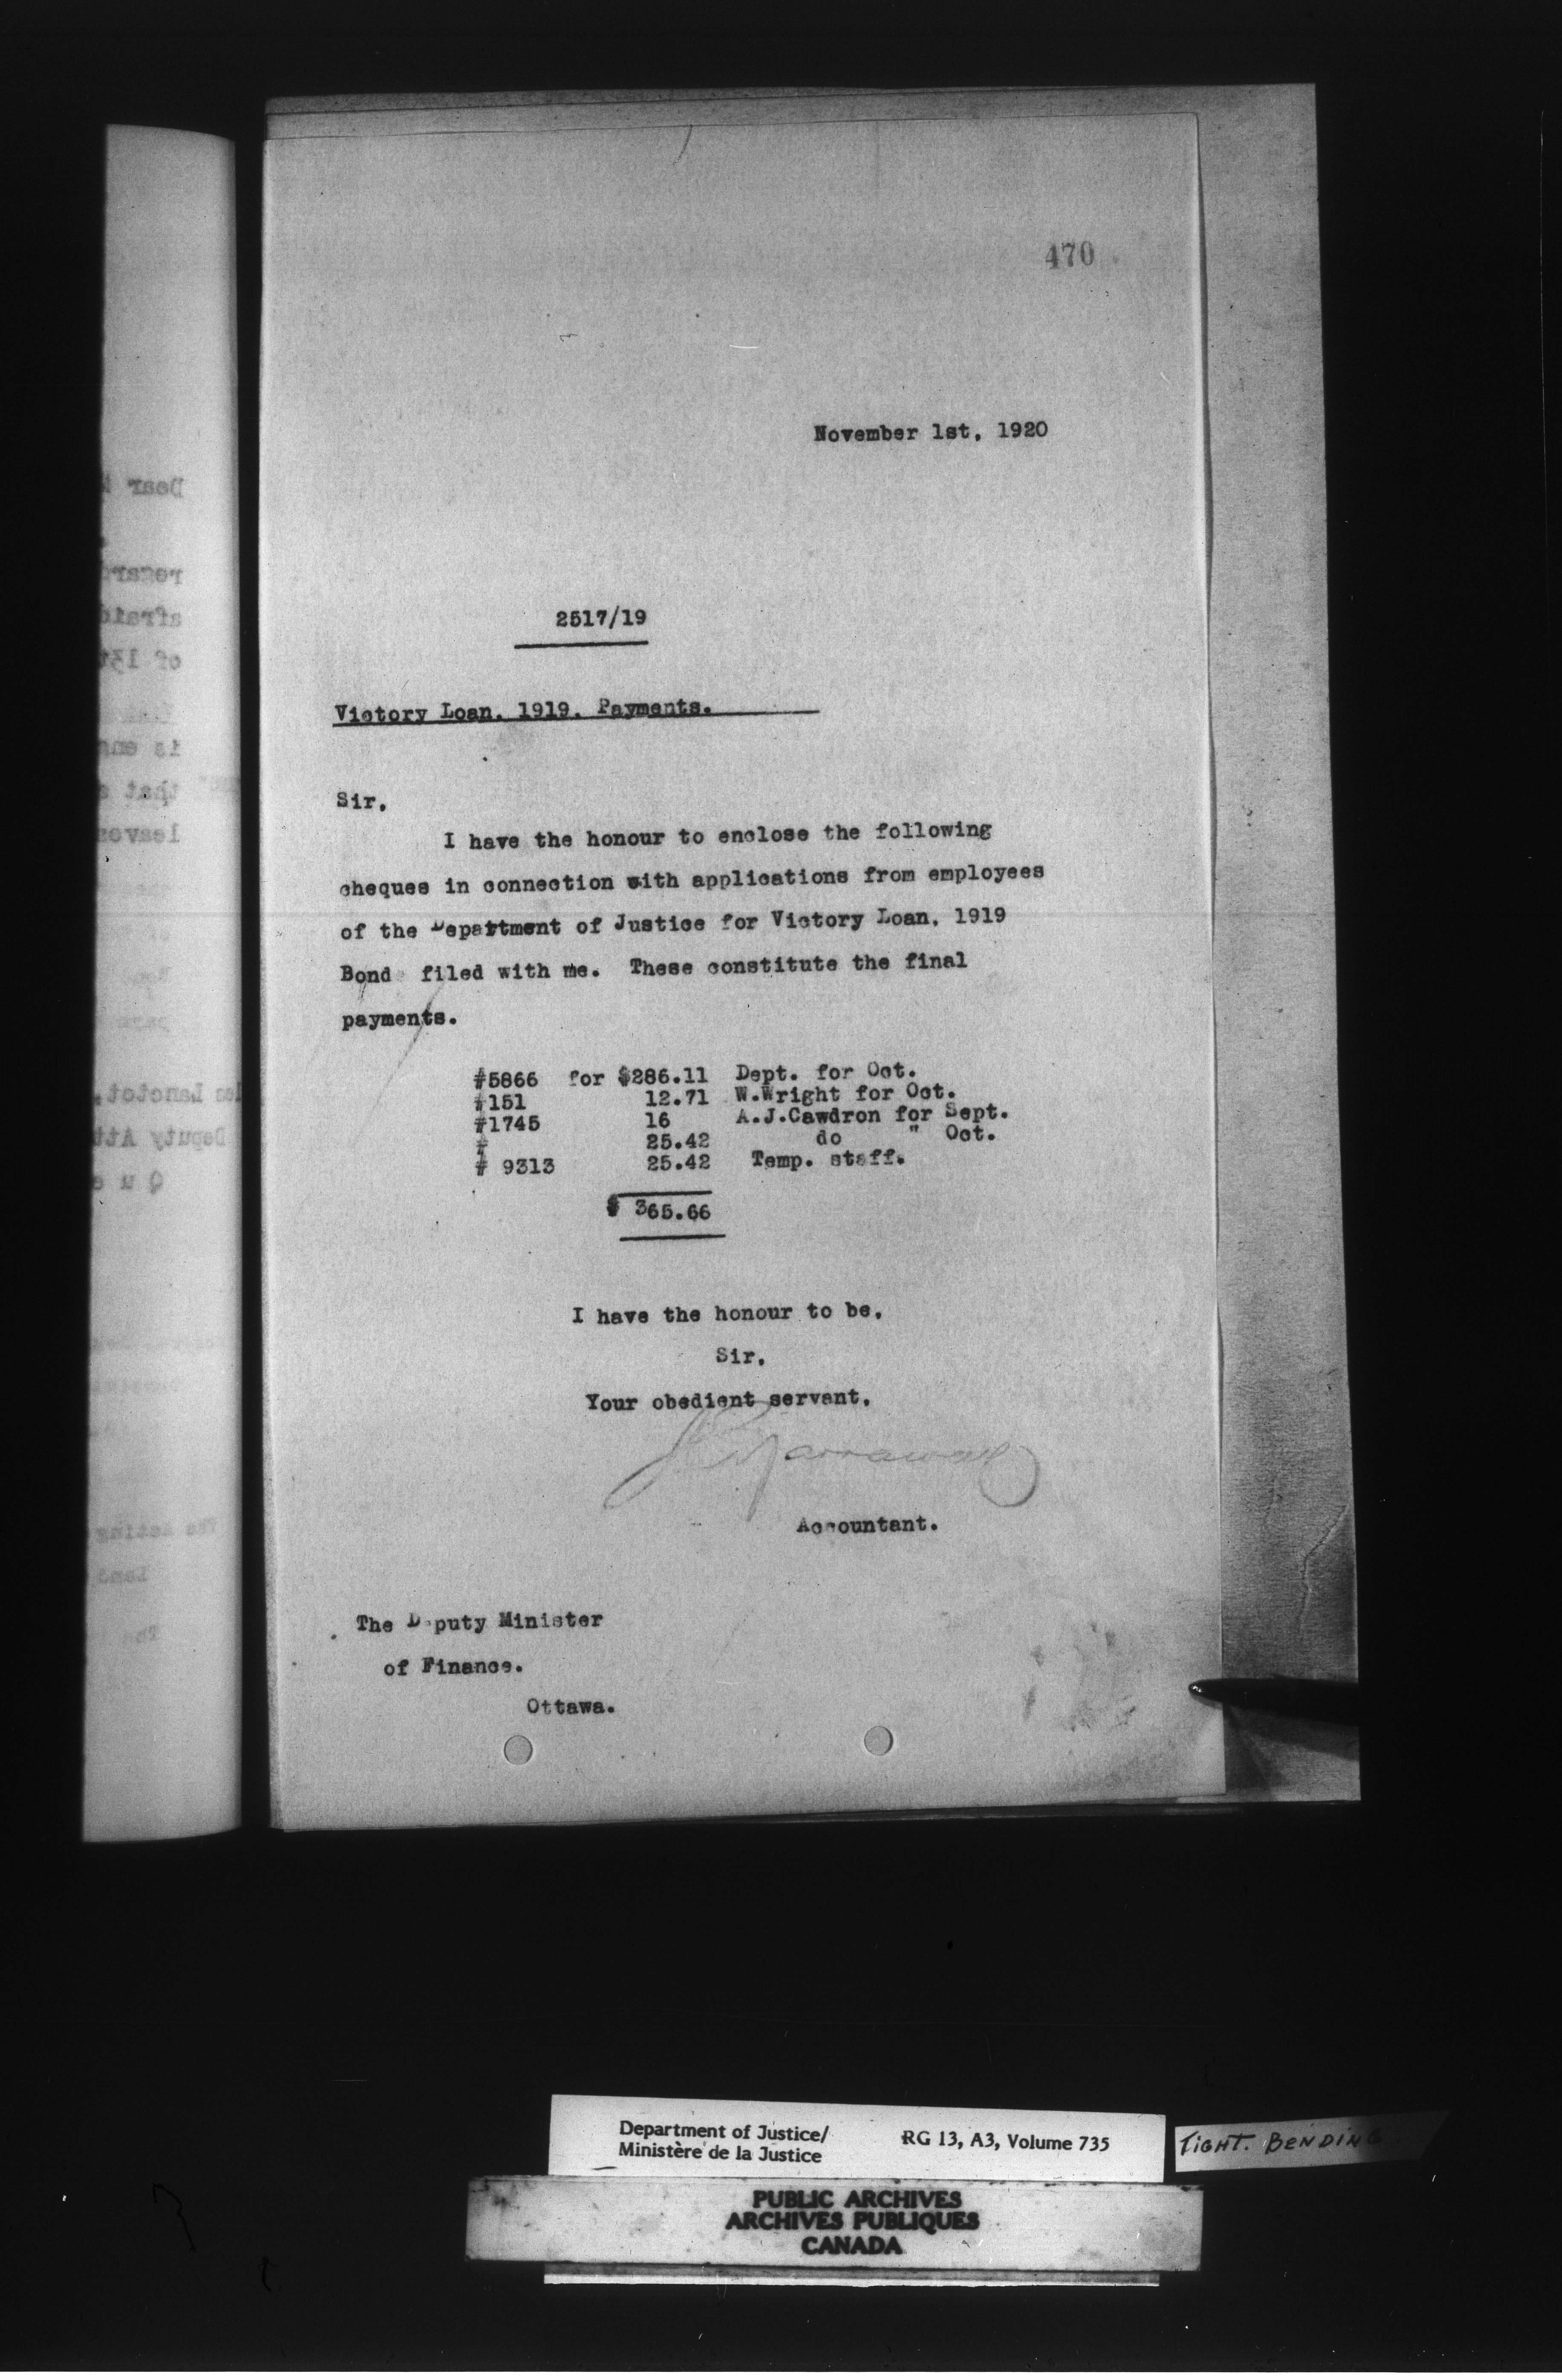 470
November 1st, 1920
2517/19
Victory Loan, 1919, Payments.
Sir,
I have the honour to enclose the following
cheques in connection with applications from employees
of the Department of Justice for Victory Loan, 1919
Bond filed with me. These constitute the final
payments.
#5866 for $286.11 Dept. for Oct.
#151 12.71 W.Wright for Oct.
#1745 16 A.J.Cawdron for Sept.
# 25.42 do " Oct.
# 9313 25.42 Temp. staff.
$ 365.66
I have the honour to be,
Sir,
Your obedient servant,
Accountant.
The Deputy Minister
of Finance.
Ottawa.
Department of Justice/
Ministère de la Justice
RG 13, A3, Volume 735
TIGHT. BENDING
PUBLIC ARCHIVES
ARCHIVES PUBLIQUES
CANADA